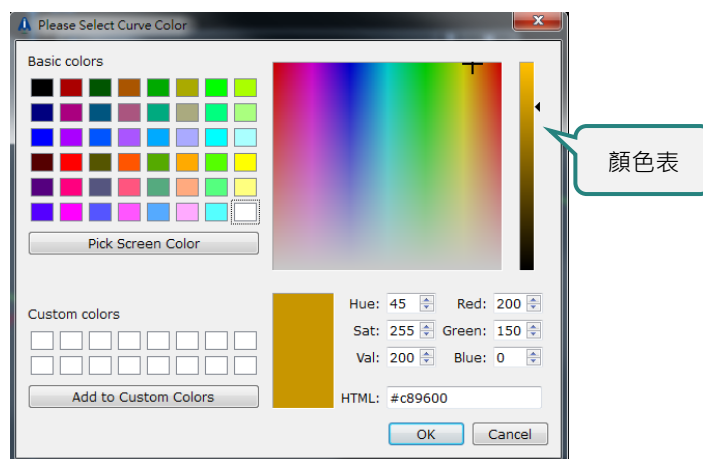 Please Select Curve Color
Basic colors
Pick Screen Color
Custom colors
Add to Custom Colors
Hue: 45 Red: 200
Sat: 255 Green: 150
Val: 200 Blue: 0
HTML: #c89600
OK Cancel
顏色表